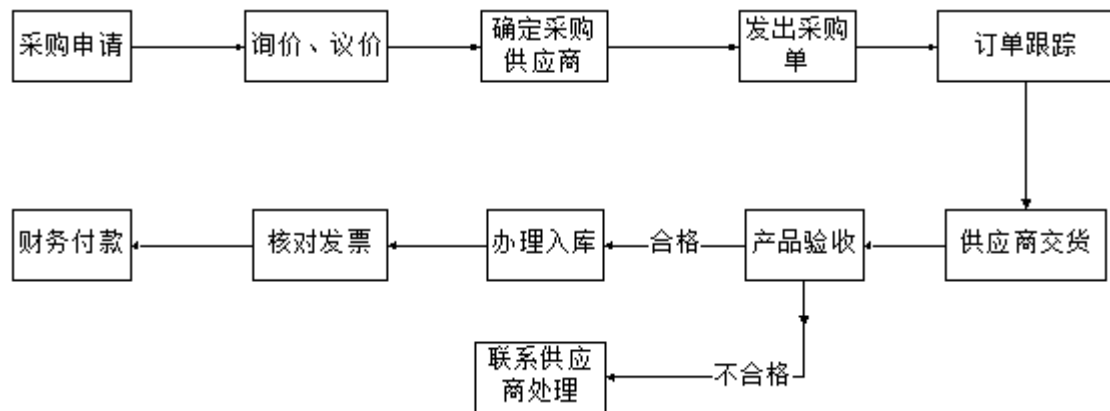 采购申请
询价、议价
确定采购
供应商
发出采购
单
订单跟踪
财务付款
核对发票
办理入库
合格
产品验收
供应商交货
联系供应
商处理
不合格